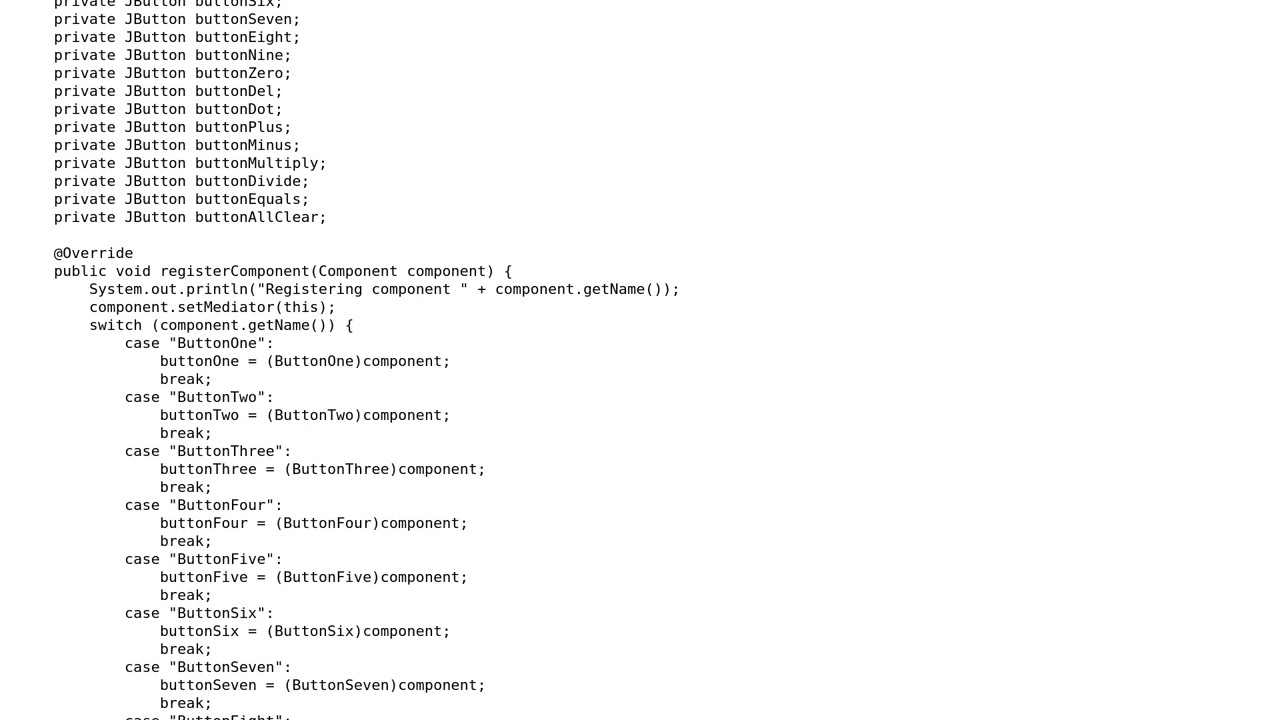 private JButton buttonSix;
private JButton buttonSeven;
private JButton buttonEight;
private JButton buttonNine;
private JButton buttonZero;
private JButton buttonDel;
private JButton buttonDot;
private JButton buttonPlus;
private JButton buttonMinus;
private JButton buttonMultiply;
private JButton buttonDivide;
private JButton buttonEquals;
private JButton buttonAllClear;
@Override
public void registerComponent(Component component) {
System.out.println("Registering component " + component.getName());
component.setMediator(this);
switch (component.getName()) {
case "ButtonOne":
buttonOne = (ButtonOne)component;
break;
case "ButtonTwo":
buttonTwo = (ButtonTwo)component;
break;
case "ButtonThree":
buttonThree = (ButtonThree)component;
break;
case "ButtonFour":
buttonFour = (ButtonFour)component;
break;
case "ButtonFive":
buttonFive = (ButtonFive)component;
break;
case "ButtonSix":
buttonSix = (ButtonSix)component;
break;
case "ButtonSeven":
buttonSeven = (ButtonSeven)component;
break;
case "ButtonEight":